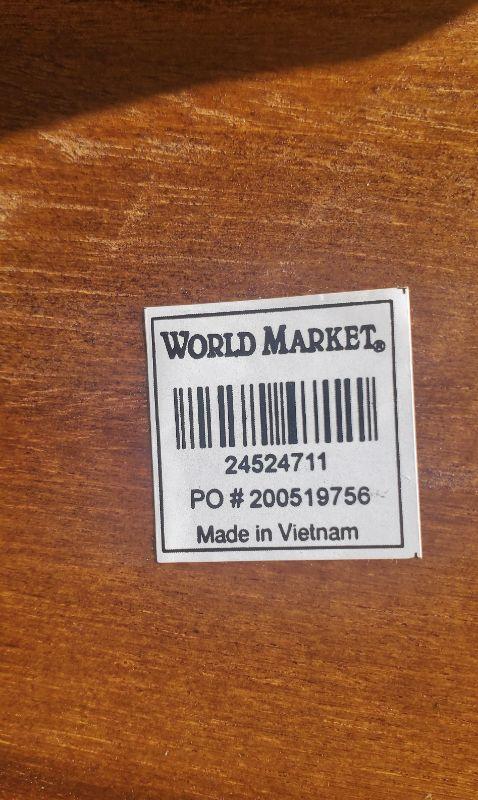 WORLD MARKET®
24524711
PO # 200519756
Made in Vietnam